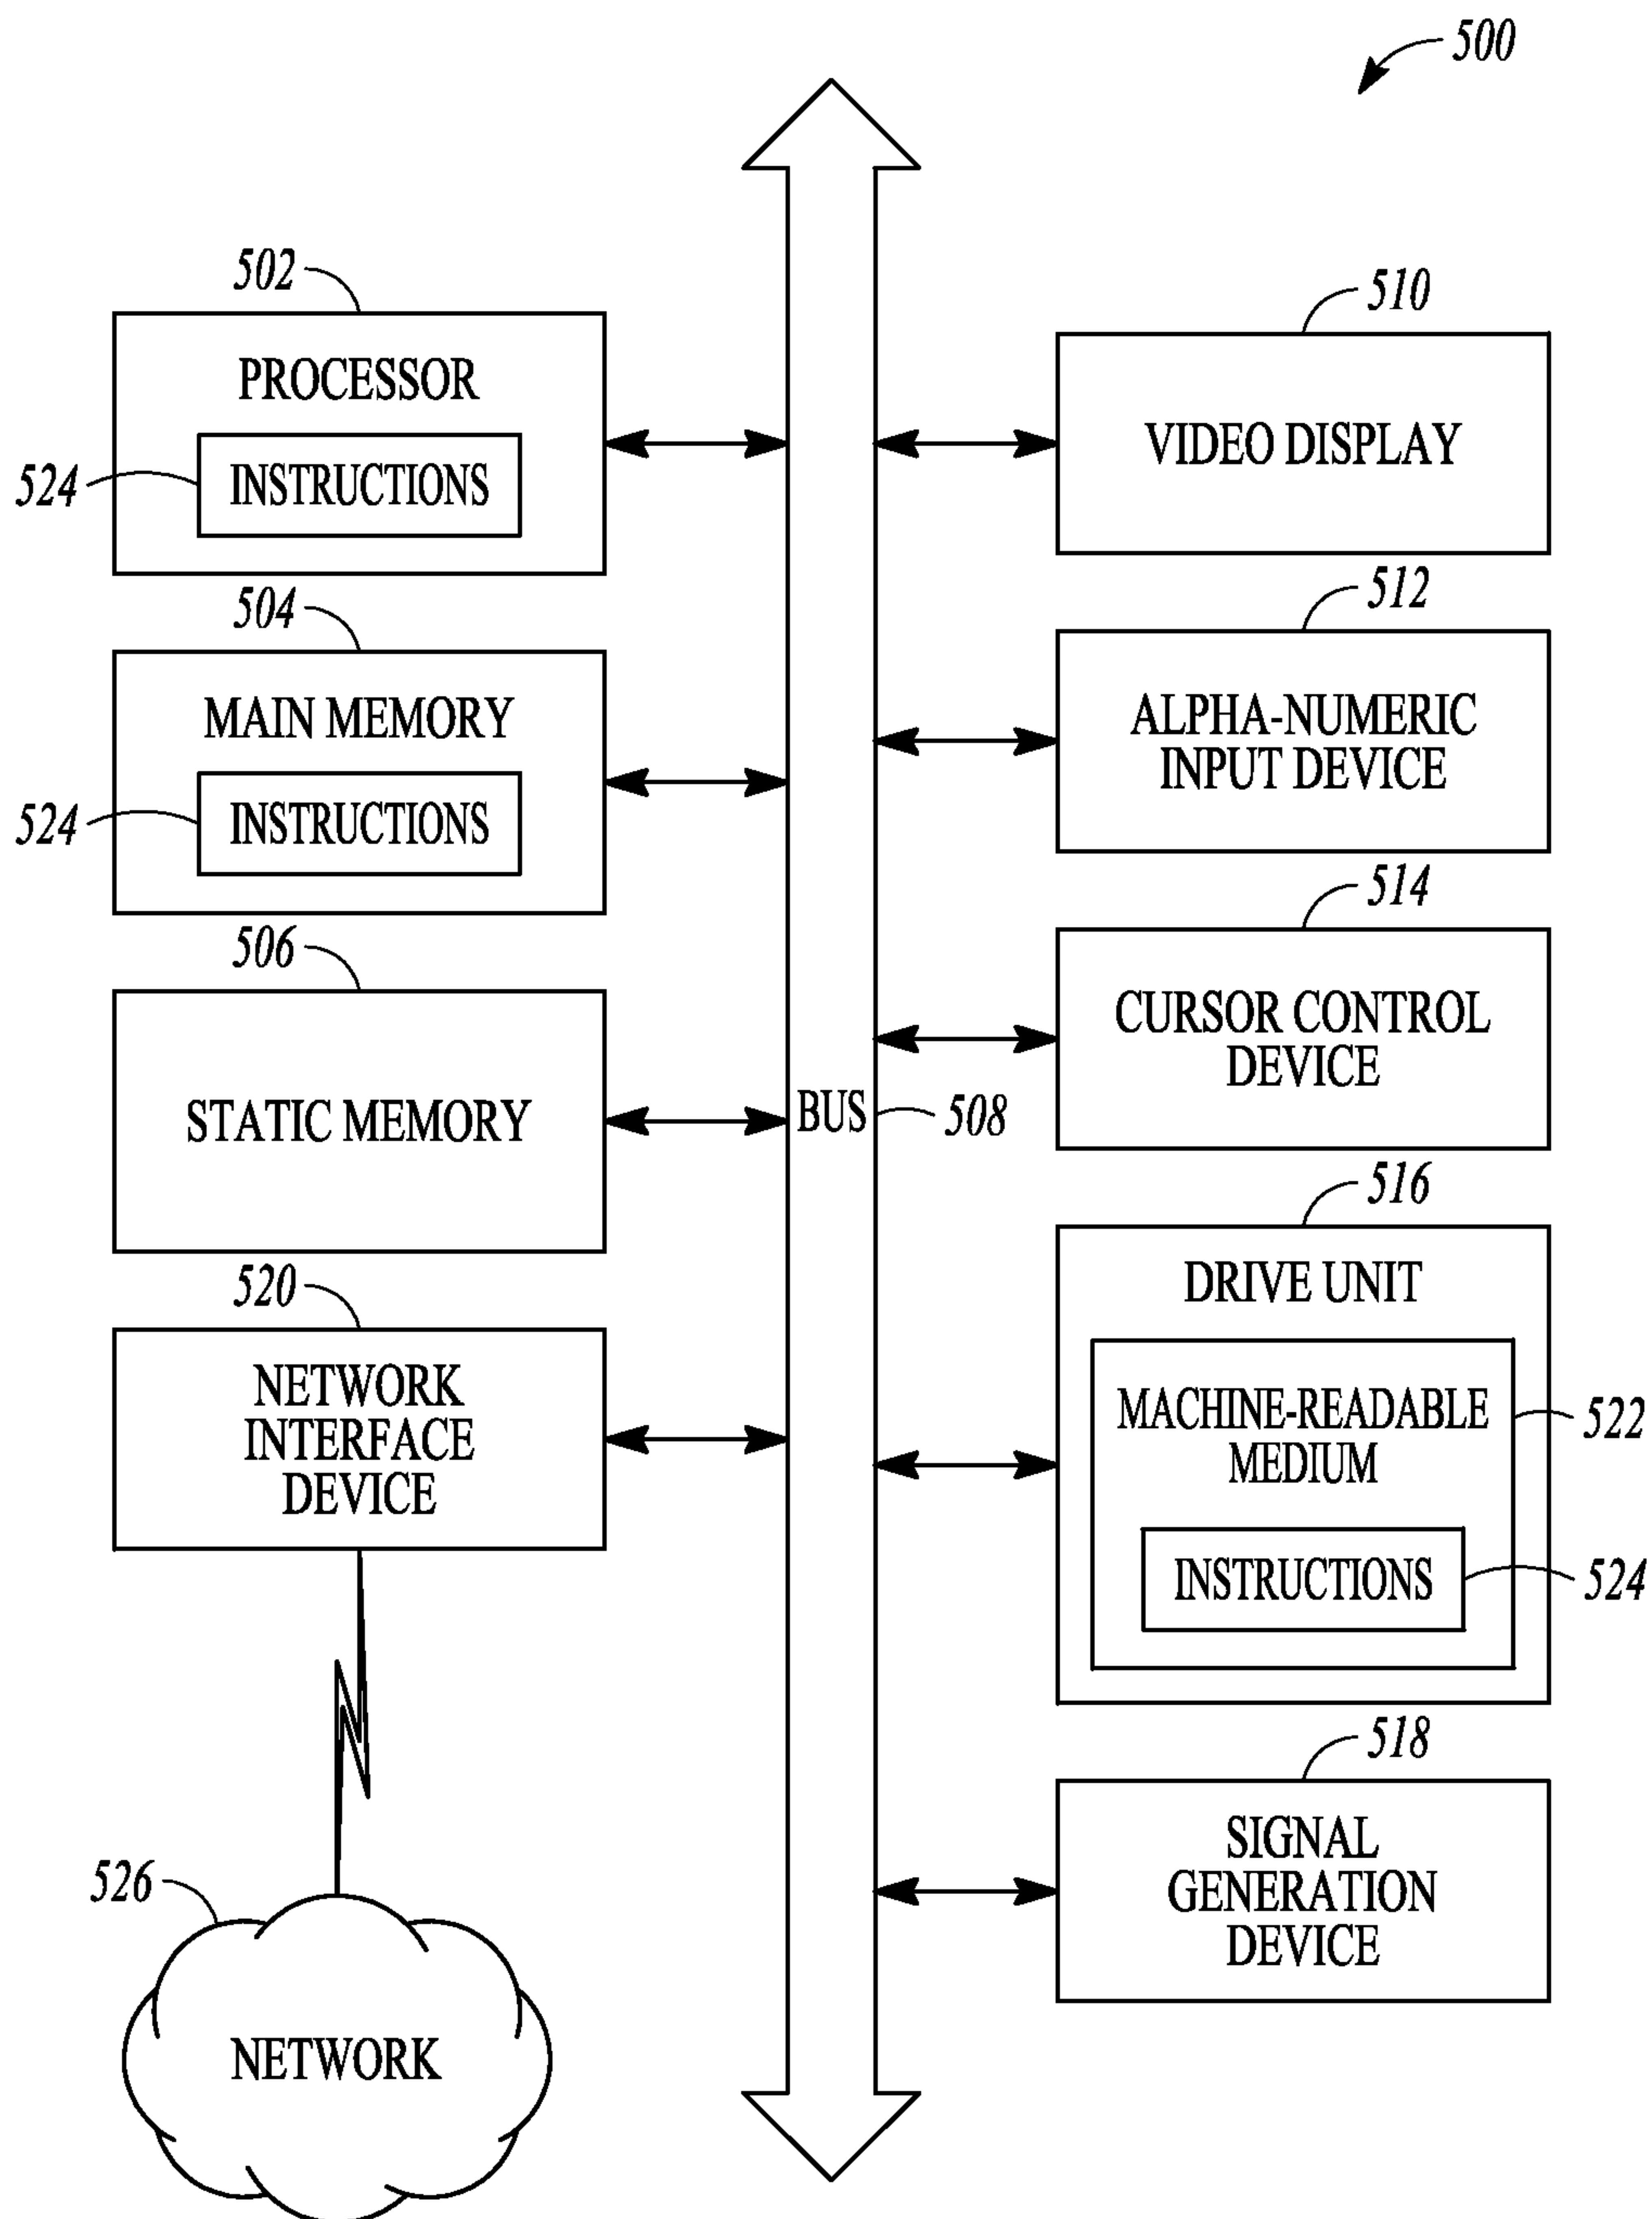 500
502
PROCESSOR
524
INSTRUCTIONS
504
MAIN MEMORY
524
INSTRUCTIONS
506
STATIC MEMORY
520
NETWORK
INTERFACE
DEVICE
526
NETWORK
BUS
508
510
VIDEO DISPLAY
512
ALPHA-NUMERIC
INPUT DEVICE
514
CURSOR CONTROL
DEVICE
516
DRIVE UNIT
MACHINE-READABLE
MEDIUM
522
INSTRUCTIONS
524
518
SIGNAL
GENERATION
DEVICE